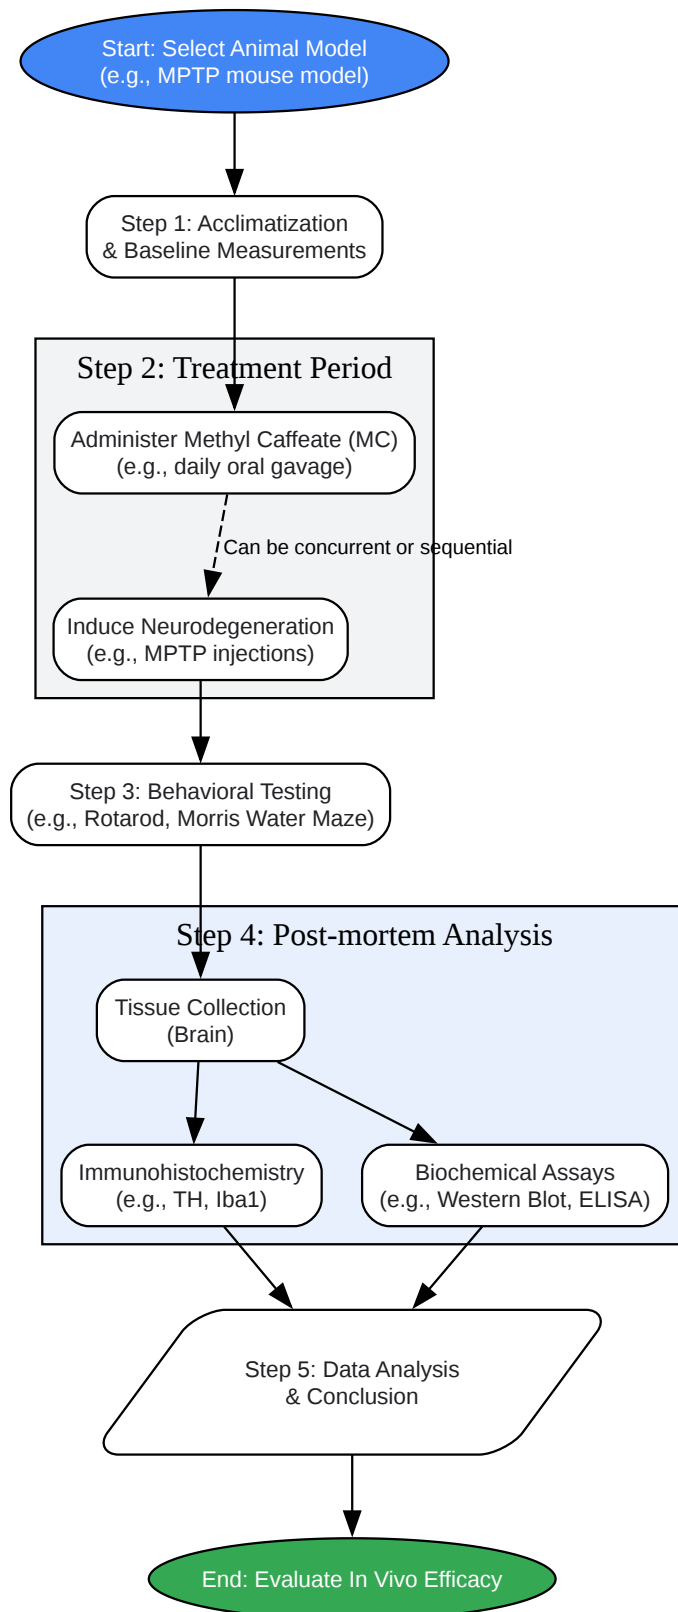 Start: Select Animal Model
(e.g., MPTP mouse model)
Step 1: Acclimatization
& Baseline Measurements
Step 2: Treatment Period
Administer Methyl Caffeate (MC)
(e.g., daily oral gavage)
Can be concurrent or sequential
Induce Neurodegeneration
(e.g., MPTP injections)
Step 3: Behavioral Testing
(e.g., Rotarod, Morris Water Maze)
Step 4: Post-mortem Analysis
Tissue Collection
(Brain)
Immunohistochemistry
(e.g., TH, Iba1)
Biochemical Assays
(e.g., Western Blot, ELISA)
Step 5: Data Analysis
& Conclusion
End: Evaluate In Vivo Efficacy